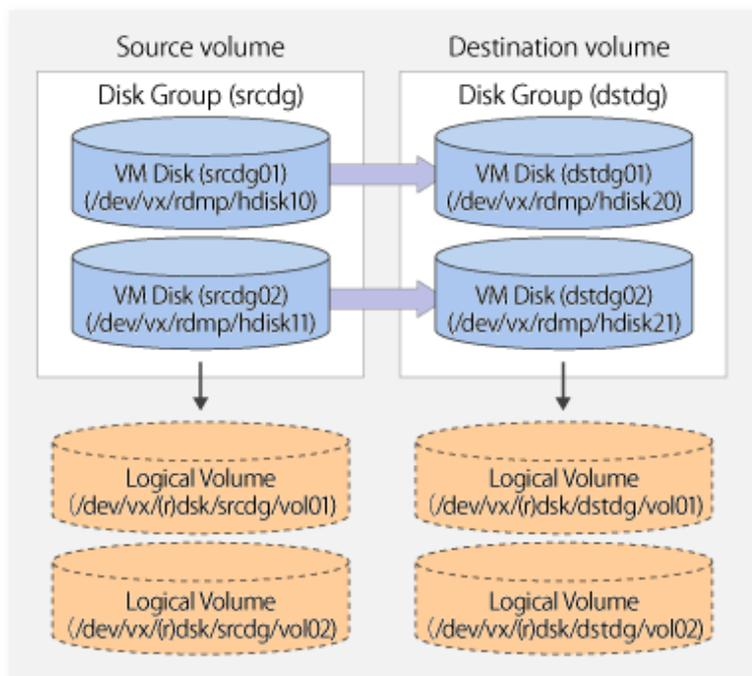 Source volume
Destination volume
Disk Group (srcdg)
Disk Group (dstdg)
VM Disk (srcdg01)
(/dev/vx/rdmp/hdisk10)
VM Disk (dstdg01)
(/dev/vx/rdmp/hdisk20)
VM Disk (srcdg02)
(/dev/vx/rdmp/hdisk11)
VM Disk (dstdg02)
(/dev/vx/rdmp/hdisk21)
Logical Volume
(/dev/vx/(r)dsk/srcdg/vol01)
Logical Volume
(/dev/vx/(r)dsk/dstdg/vol01)
Logical Volume
(/dev/vx/(r)dsk/srcdg/vol02)
Logical Volume
(/dev/vx/(r)dsk/dstdg/vol02)